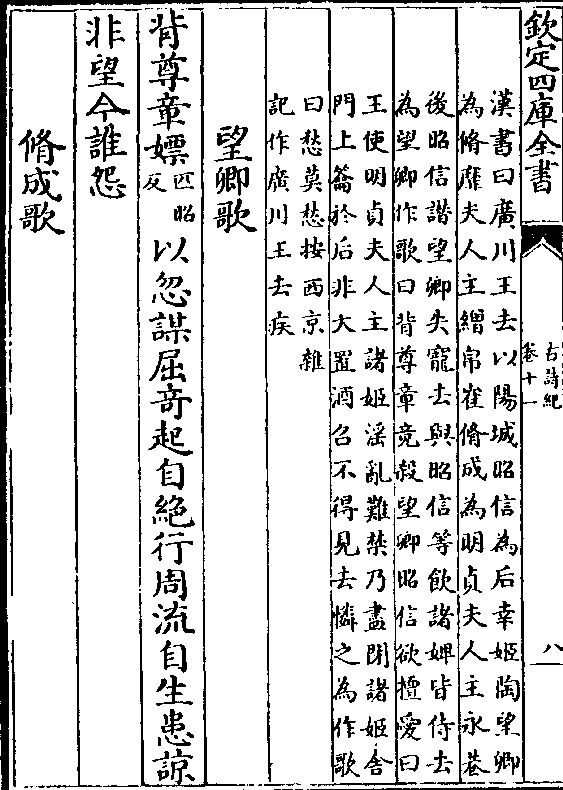 欽定四庫全書
古詩紀
卷十一
八
漢書曰廣川王去以陽城昭信為后幸姬陶望卿
為脩靡夫人主繒帛崔脩成為明貞夫人主永巷
後昭信譖望卿失寵去與昭信等飲諸婢皆侍去
為望卿作歌曰背尊章竟殺望卿昭信欲擅愛曰
王使明貞夫人主諸姬淫亂難禁乃盡閉諸姬舍
門上籥於后非大置酒召不得見去憐之為作歌
曰愁莫愁按西京雜
記作廣川王去疾
望卿歌
背尊章嫖匹昭反以忽謀屈奇起自絶行周流自生患諒
非望今誰怨
脩成歌